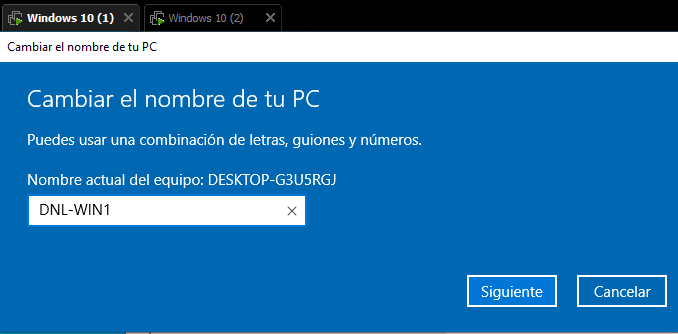 Windows 10 (1) Windows 10 (2)
Cambiar el nombre de tu PC
Cambiar el nombre de tu PC
Puedes usar una combinación de letras, guiones y números.
Nombre actual del equipo: DESKTOP-G3U5RGJ
DNL-WIN1
Siguiente Cancelar